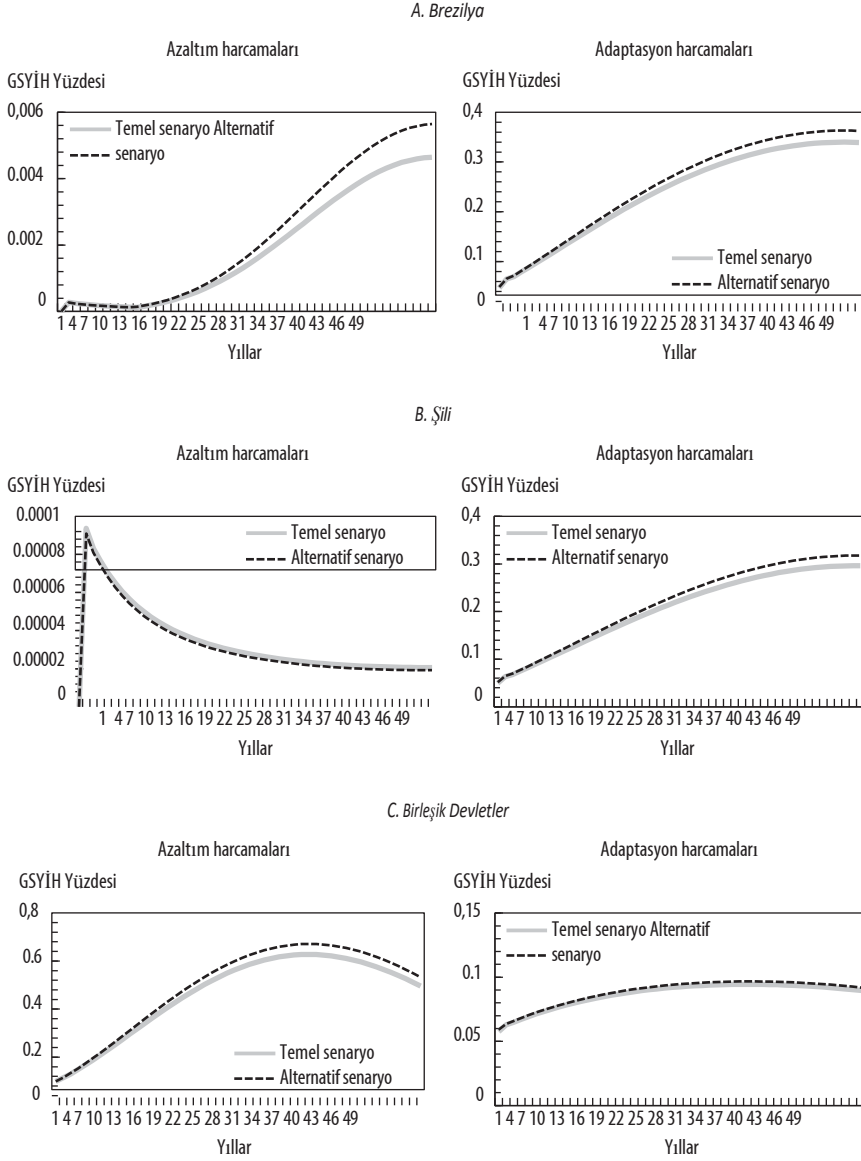 A. Brezilya
Azaltım harcamaları
GSYİH Yüzdesi
0,006
0.004
0.002
0
Temel senaryo Alternatif
senaryo
1 4 7 10 13 16 19 22 25 28 31 34 37 40 43 46 49
Yıllar
Adaptasyon harcamaları
GSYİH Yüzdesi
0,4
0.3
0.2
0.1
0
Temel senaryo
Alternatif senaryo
1 4 7 10 13 16 19 22 25 28 31 34 37 40 43 46 49
Yıllar
B. Şili
Azaltım harcamaları
GSYİH Yüzdesi
0.0001
0.00008
0.00006
0.00004
0.00002
0
Temel senaryo
Alternatif senaryo
1 4 7 10 13 16 19 22 25 28 31 34 37 40 43 46 49
Yıllar
Adaptasyon harcamaları
GSYİH Yüzdesi
0,4
0.3
0.2
0.1
0
Temel senaryo
Alternatif senaryo
1 4 7 10 13 16 19 22 25 28 31 34 37 40 43 46 49
Yıllar
C. Birleşik Devletler
Azaltım harcamaları
GSYİH Yüzdesi
0,8
0.6
0.4
0.2
0
Temel senaryo
Alternatif senaryo
1 4 7 10 13 16 19 22 25 28 31 34 37 40 43 46 49
Yıllar
Adaptasyon harcamaları
GSYİH Yüzdesi
0,15
0.1
0.05
0
Temel senaryo Alternatif
senaryo
1 4 7 10 13 16 19 22 25 28 31 34 37 40 43 46 49
Yıllar